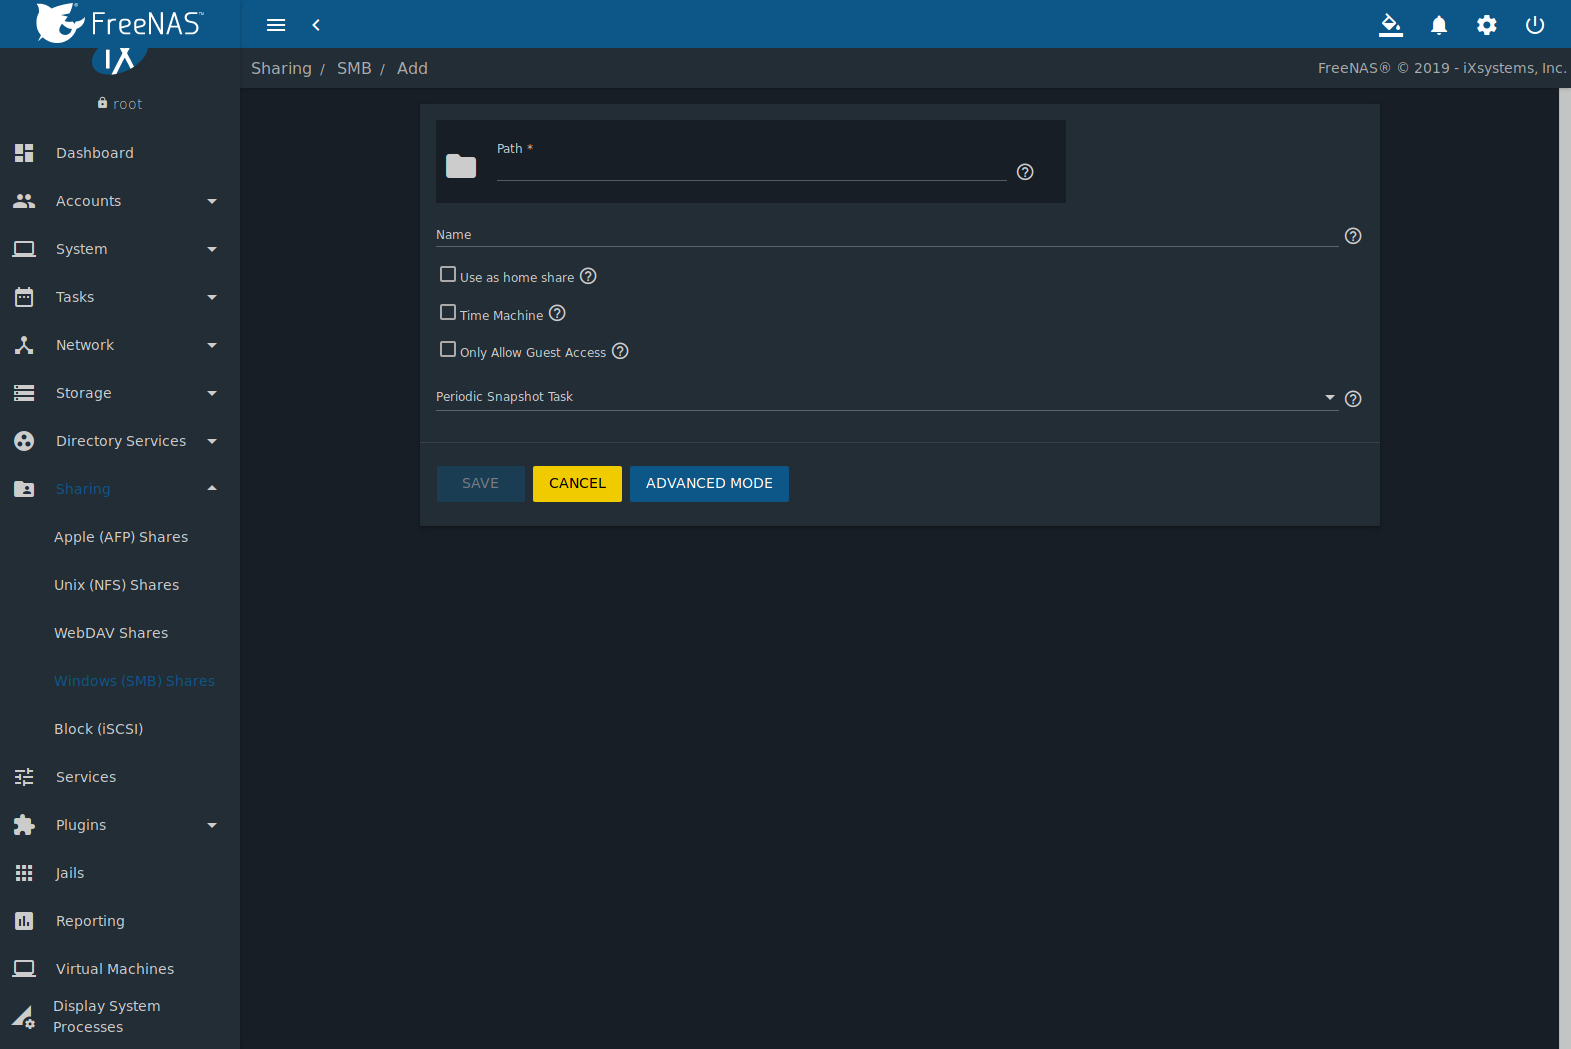 FreeNAS™
iX
root
Dashboard
Accounts
System
Tasks
Network
Storage
Directory Services
Sharing
Apple (AFP) Shares
Unix (NFS) Shares
WebDAV Shares
Windows (SMB) Shares
Block (iSCSI)
Services
Plugins
Jails
Reporting
Virtual Machines
Display System
Processes
Sharing / SMB / Add
FreeNAS® © 2019 - iXsystems, Inc.
Path *
Name
Use as home share
Time Machine
Only Allow Guest Access
Periodic Snapshot Task
SAVE CANCEL ADVANCED MODE